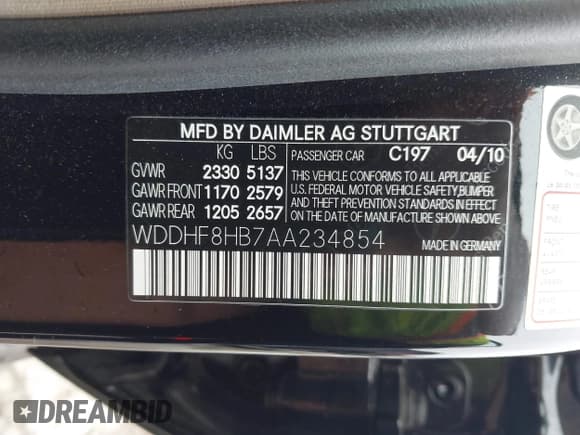 MFD BY DAIMLER AG STUTTGART
KG LBS
GVWR 2330 5137
GAWR FRONT 1170 2579
GAWR REAR 1205 2657
PASSENGER CAR C197 04/10
THIS VEHICLE CONFORMS TO ALL APPLICABLE
U.S. FEDERAL MOTOR VEHICLE SAFETY, BUMPER
AND THEFT PREVENTION STANDARDS IN EFFECT
ON THE DATE OF MANUFACTURE SHOWN ABOVE.
WDDHF8HB7AA234854
MADE IN GERMANY
DREAMBID